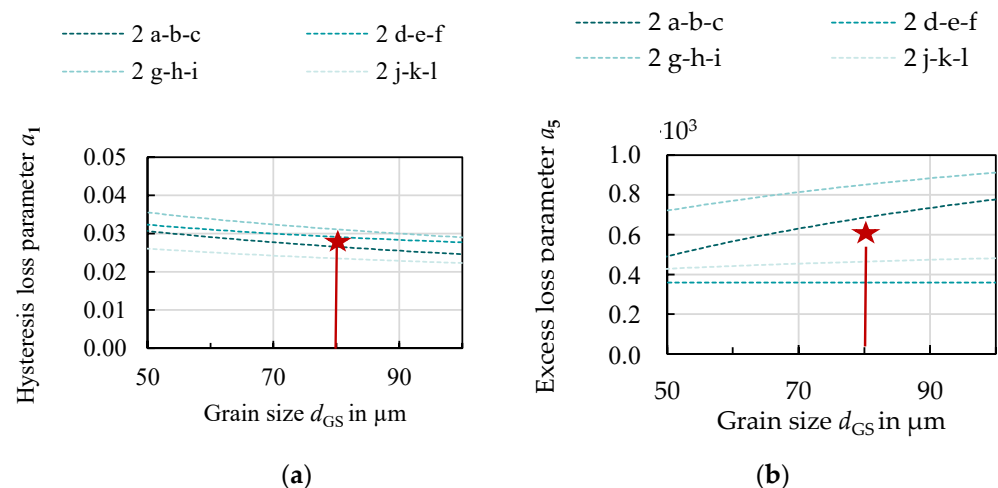 2 a-b-c 2 d-e-f
2 g-h-i 2 j-k-l
Hysteresis loss parameter a₁
0.05
0.04
0.03
0.02
0.01
0.00
50 70 90
Grain size d_GS in µm
(a)
2 a-b-c 2 d-e-f
2 g-h-i 2 j-k-l
·10³
Excess loss parameter a₅
1.0
0.8
0.6
0.4
0.2
0.0
50 70 90
Grain size d_GS in µm
(b)